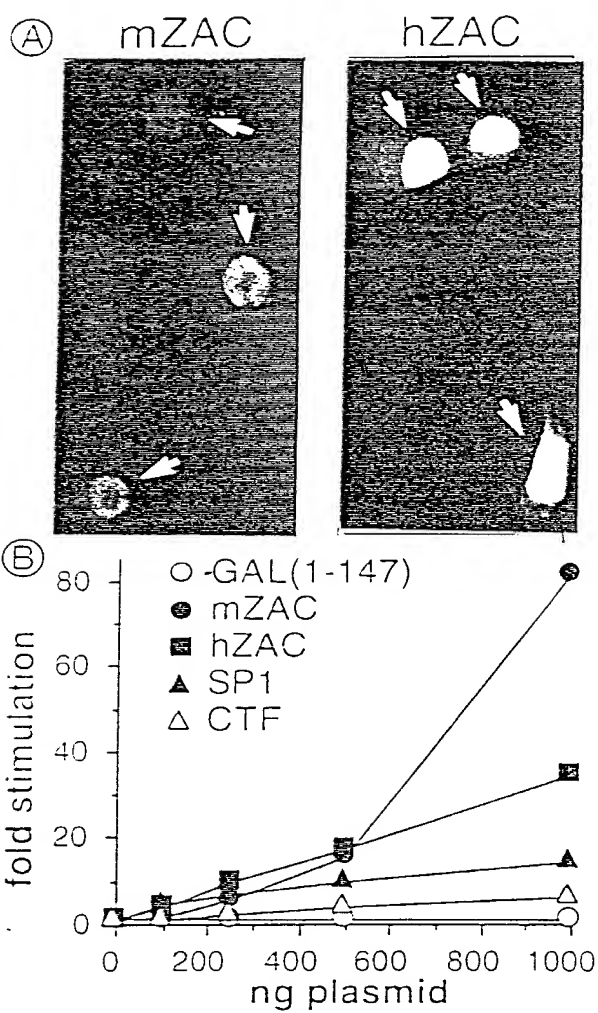 A mZAC hZAC
B
80
60
40
20
0
fold stimulation
-GAL(1-147)
mZAC
hZAC
SP1
CTF
0 200 400 600 800 1000
ng plasmid